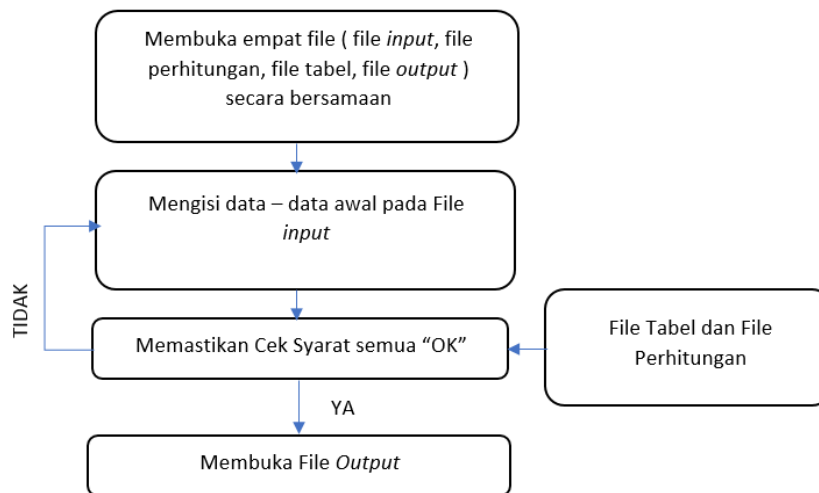 Membuka empat file ( file input, file
perhitungan, file tabel, file output )
secara bersamaan
Mengisi data – data awal pada File
input
TIDAK
Memastikan Cek Syarat semua “OK”
File Tabel dan File
Perhitungan
YA
Membuka File Output